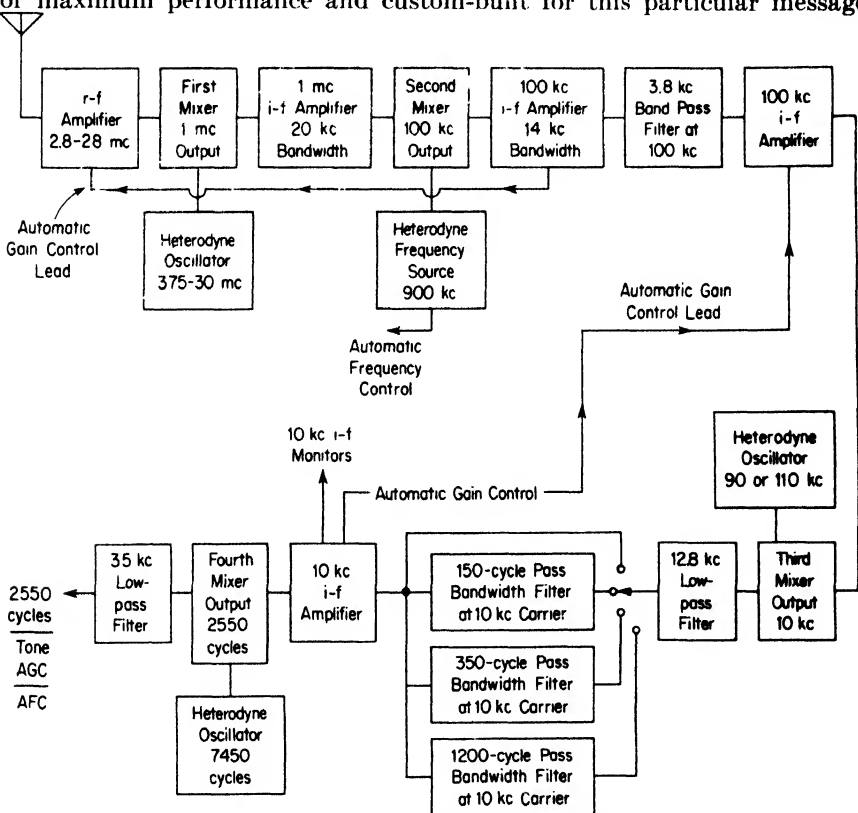 or maximum performance and custom-built for this particular message
r-f
Amplifier
2.8-28 mc
First
Mixer
1 mc
Output
1 mc
i-f Amplifier
20 kc
Bandwidth
Second
Mixer
100 kc
Output
100 kc
i-f Amplifier
14 kc
Bandwidth
3.8 kc
Band Pass
Filter at
100 kc
100 kc
i-f
Amplifier
Automatic
Gain Control
Lead
Heterodyne
Oscillator
375-30 mc
Heterodyne
Frequency
Source
900 kc
Automatic
Frequency
Control
Automatic Gain
Control Lead
10 kc i-f
Monitors
Automatic Gain Control
Heterodyne
Oscillator
90 or 110 kc
2550
cycles
Tone
AGC
AFC
35 kc
Low-
pass
Filter
Fourth
Mixer
Output
2550
cycles
10 kc
i-f
Amplifier
150-cycle Pass
Bandwidth Filter
at 10 kc Carrier
12.8 kc
Low-
pass
Filter
Third
Mixer
Output
10 kc
350-cycle Pass
Bandwidth Filter
at 10 kc Carrier
Heterodyne
Oscillator
7450
cycles
1200-cycle Pass
Bandwidth Filter
at 10 kc Carrier